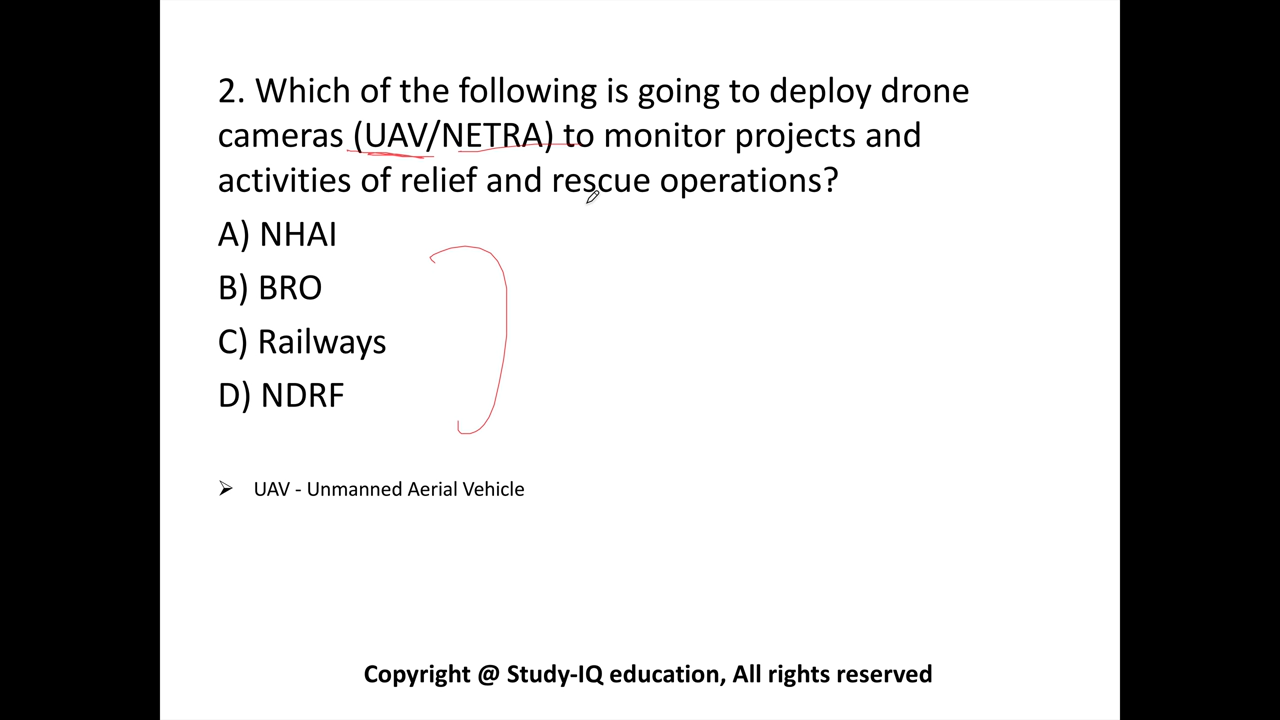 2. Which of the following is going to deploy drone
cameras (UAV/NETRA) to monitor projects and
activities of relief and rescue operations?
A) NHAI
B) BRO
C) Railways
D) NDRF
➢ UAV - Unmanned Aerial Vehicle
Copyright @ Study-IQ education, All rights reserved